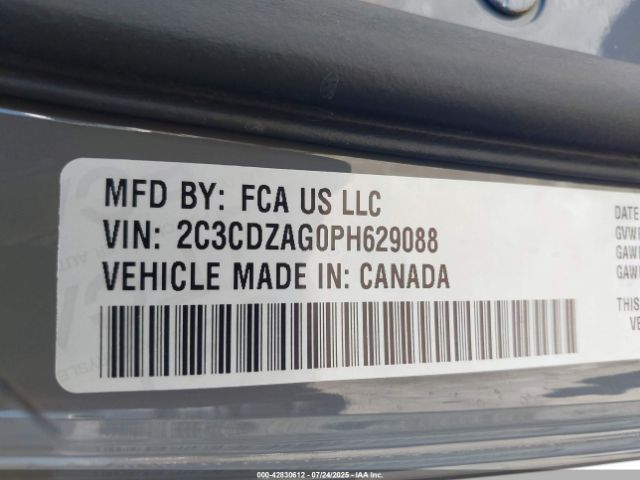 MFD BY: FCA US LLC
VIN: 2C3CDZAG0PH629088
VEHICLE MADE IN: CANADA
DATE
GVW
GAW
GAW
THIS
VE
000-42830612 - 07/24/2025 - IAA, Inc.